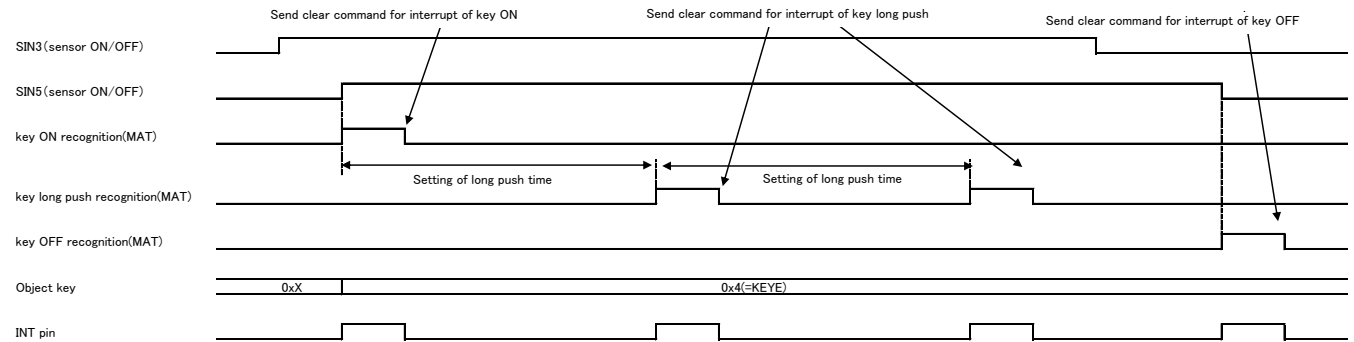 Send clear command for interrupt of key ON
Send clear command for interrupt of key long push
Send clear command for interrupt of key OFF
SIN3(sensor ON/OFF)
SIN5(sensor ON/OFF)
key ON recognition(MAT)
Setting of long push time
Setting of long push time
key long push recognition(MAT)
key OFF recognition(MAT)
Object key
0xX
0x4(=KEYE)
INT pin